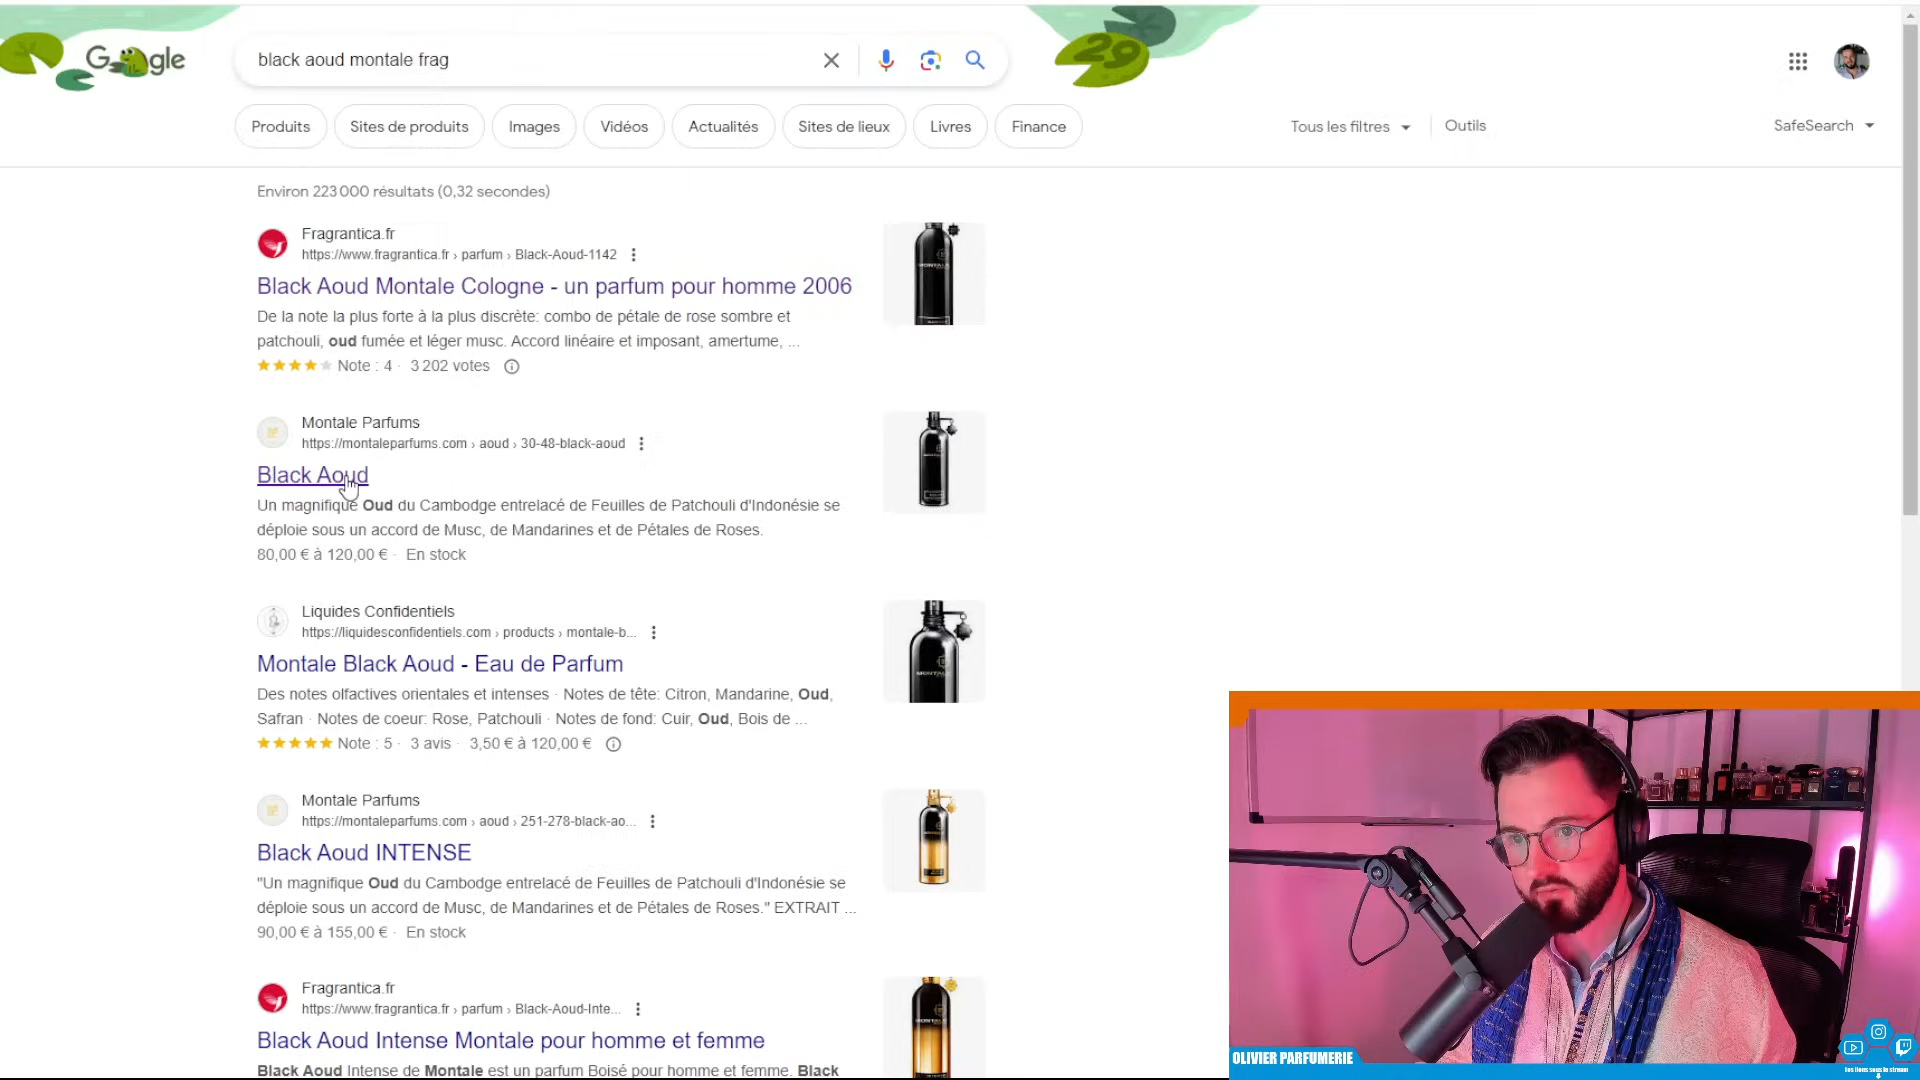 Google
black aoud montale frag
29
Produits
Sites de produits
Images
Vidéos
Actualités
Sites de lieux
Livres
Finance
Tous les filtres
Outils
SafeSearch
Environ 223 000 résultats (0,32 secondes)
Fragrantica.fr
https://www.fragrantica.fr › parfum › Black-Aoud-1142
Black Aoud Montale Cologne - un parfum pour homme 2006
De la note la plus forte à la plus discrète: combo de pétale de rose sombre et
patchouli, oud fumée et léger musc. Accord linéaire et imposant, amertume, ...
Note : 4 · 3 202 votes
Montale Parfums
https://montaleparfums.com › aoud › 30-48-black-aoud
Black Aoud
Un magnifique Oud du Cambodge entrelacé de Feuilles de Patchouli d'Indonésie se
déploie sous un accord de Musc, de Mandarines et de Pétales de Roses.
80,00 € à 120,00 € · En stock
Liquides Confidentiels
https://liquidesconfidentiels.com › products › montale-b...
Montale Black Aoud - Eau de Parfum
Des notes olfactives orientales et intenses · Notes de tête: Citron, Mandarine, Oud,
Safran · Notes de coeur: Rose, Patchouli · Notes de fond: Cuir, Oud, Bois de ...
Note : 5 · 3 avis · 3,50 € à 120,00 €
Montale Parfums
https://montaleparfums.com › aoud › 251-278-black-ao...
Black Aoud INTENSE
"Un magnifique Oud du Cambodge entrelacé de Feuilles de Patchouli d'Indonésie se
déploie sous un accord de Musc, de Mandarines et de Pétales de Roses." EXTRAIT ...
90,00 € à 155,00 € · En stock
Fragrantica.fr
https://www.fragrantica.fr › parfum › Black-Aoud-Inte...
Black Aoud Intense Montale pour homme et femme
Black Aoud Intense de Montale est un parfum Boisé pour homme et femme. Black
OLIVIER PARFUMERIE
Les liens sous le stream